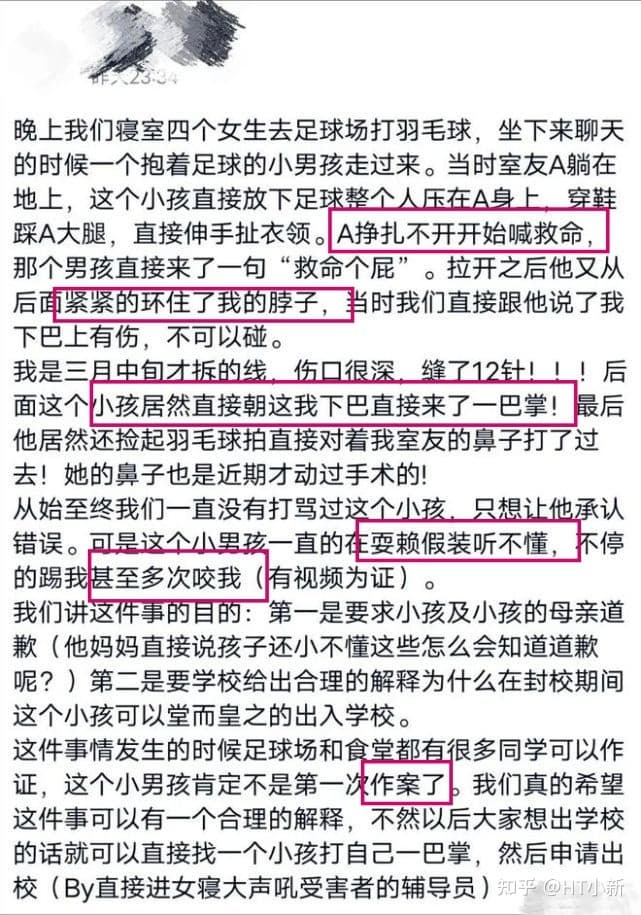 昨天23:34
晚上我们寝室四个女生去足球场打羽毛球，坐下来聊天
的时候一个抱着足球的小男孩走过来。当时室友A躺在
地上，这个小孩直接放下足球整个人压在A身上，穿鞋
踩A大腿，直接伸手扯衣领。A挣扎不开开始喊救命，
那个男孩直接来了一句“救命个屁”。拉开之后他又从
后面紧紧的环住了我的脖子，当时我们直接跟他说了我
下巴上有伤，不可以碰。
我是三月中旬才拆的线，伤口很深，缝了12针！！！后
面这个小孩居然直接朝这我下巴直接来了一巴掌！最后
他居然还捡起羽毛球拍直接对着我室友的鼻子打了过
去！她的鼻子也是近期才动过手术的!
从始至终我们一直没有打骂过这个小孩，只想让他承认
错误。可是这个小男孩一直的在耍赖假装听不懂，不停
的踢我甚至多次咬我（有视频为证）。
我们讲这件事的目的：第一是要求小孩及小孩的母亲道
歉（他妈妈直接说孩子还小不懂这些怎么会知道道歉
呢？）第二是要学校给出合理的解释为什么在封校期间
这个小孩可以堂而皇之的出入学校。
这件事情发生的时候足球场和食堂都有很多同学可以作
证，这个小男孩肯定不是第一次作案了。我们真的希望
这件事可以有一个合理的解释，不然以后大家想出学校
的话就可以直接找一个小孩打自己一巴掌，然后申请出
校（By直接进女寝大声吼受害者的辅导员）
知乎 @HT小新